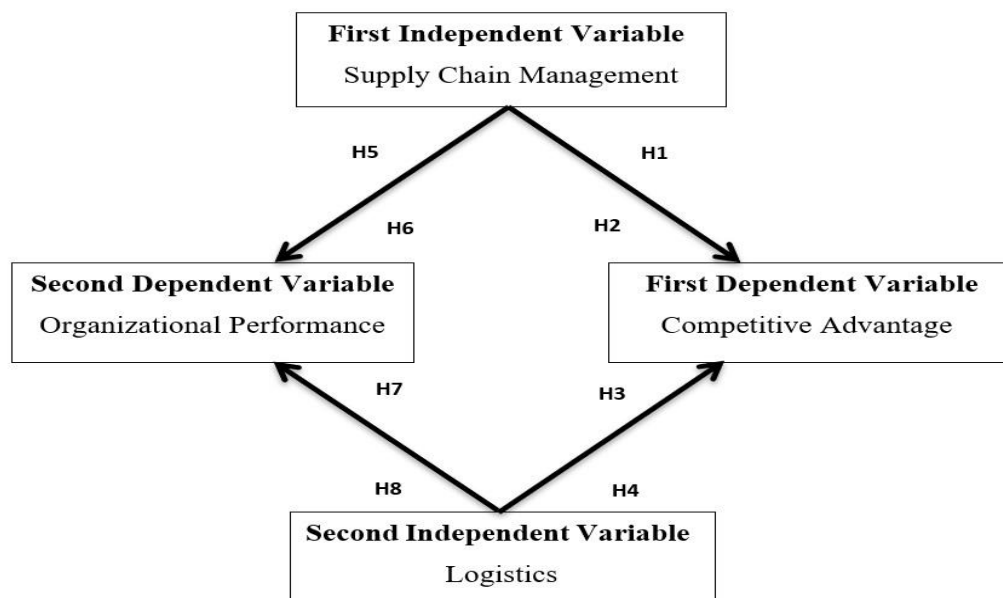 First Independent Variable
Supply Chain Management
H5
H1
H6
H2
Second Dependent Variable
Organizational Performance
First Dependent Variable
Competitive Advantage
H7
H3
H8
H4
Second Independent Variable
Logistics